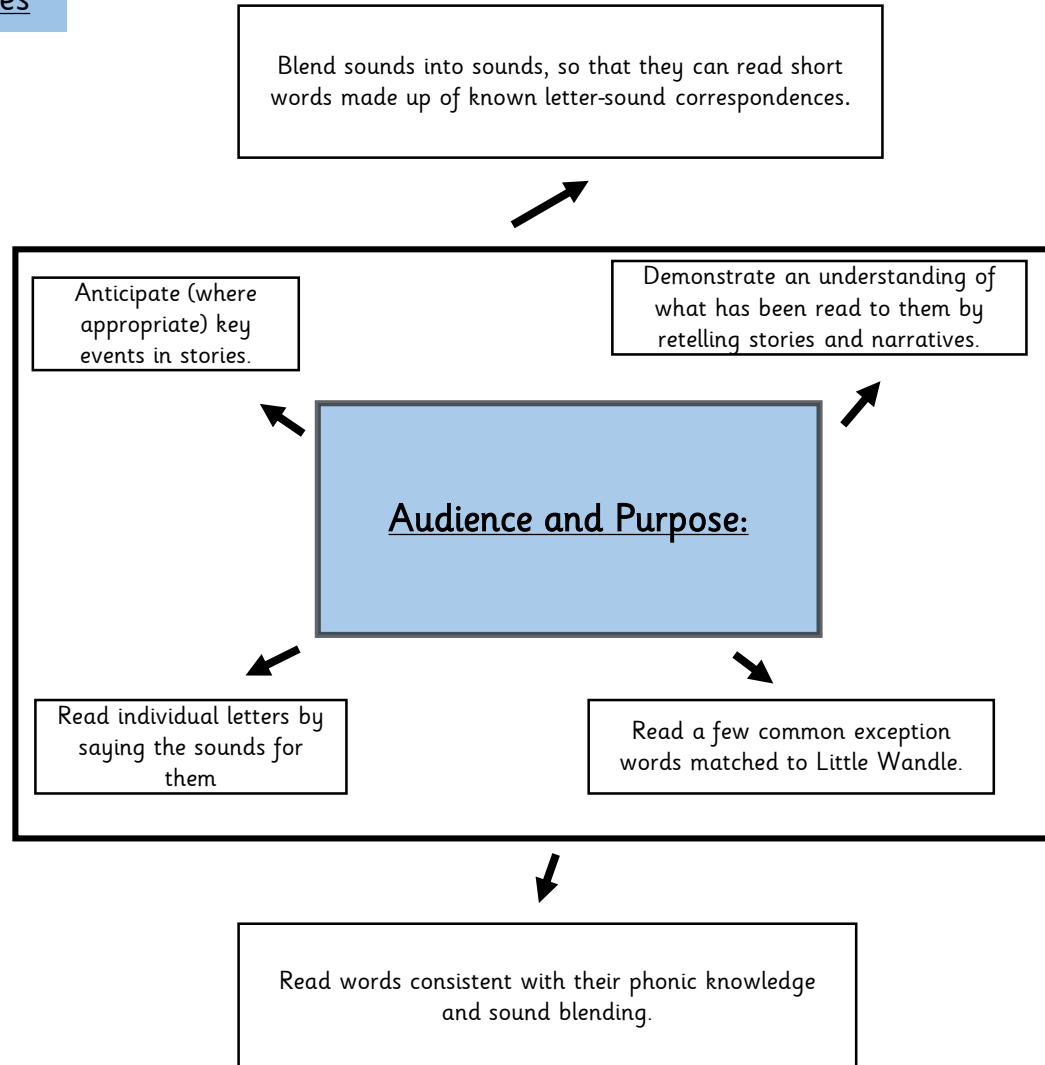 Blend sounds into sounds, so that they can read short
words made up of known letter-sound correspondences.
Anticipate (where
appropriate) key
events in stories.
Demonstrate an understanding of
what has been read to them by
retelling stories and narratives.
Audience and Purpose:
Read individual letters by
saying the sounds for
them
Read a few common exception
words matched to Little Wandle.
Read words consistent with their phonic knowledge
and sound blending.